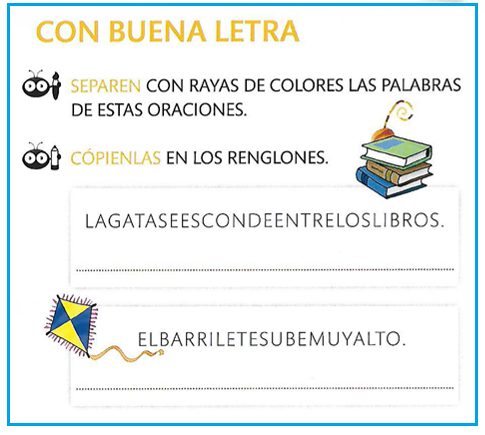 CON BUENA LETRA
SEPAREN CON RAYAS DE COLORES LAS PALABRAS
DE ESTAS ORACIONES.
CÓPIENLAS EN LOS RENGLONES.
LAGATASEESCONDEENTRELOSLIBROS.
ELBARRILETESUBEMUYALTO.